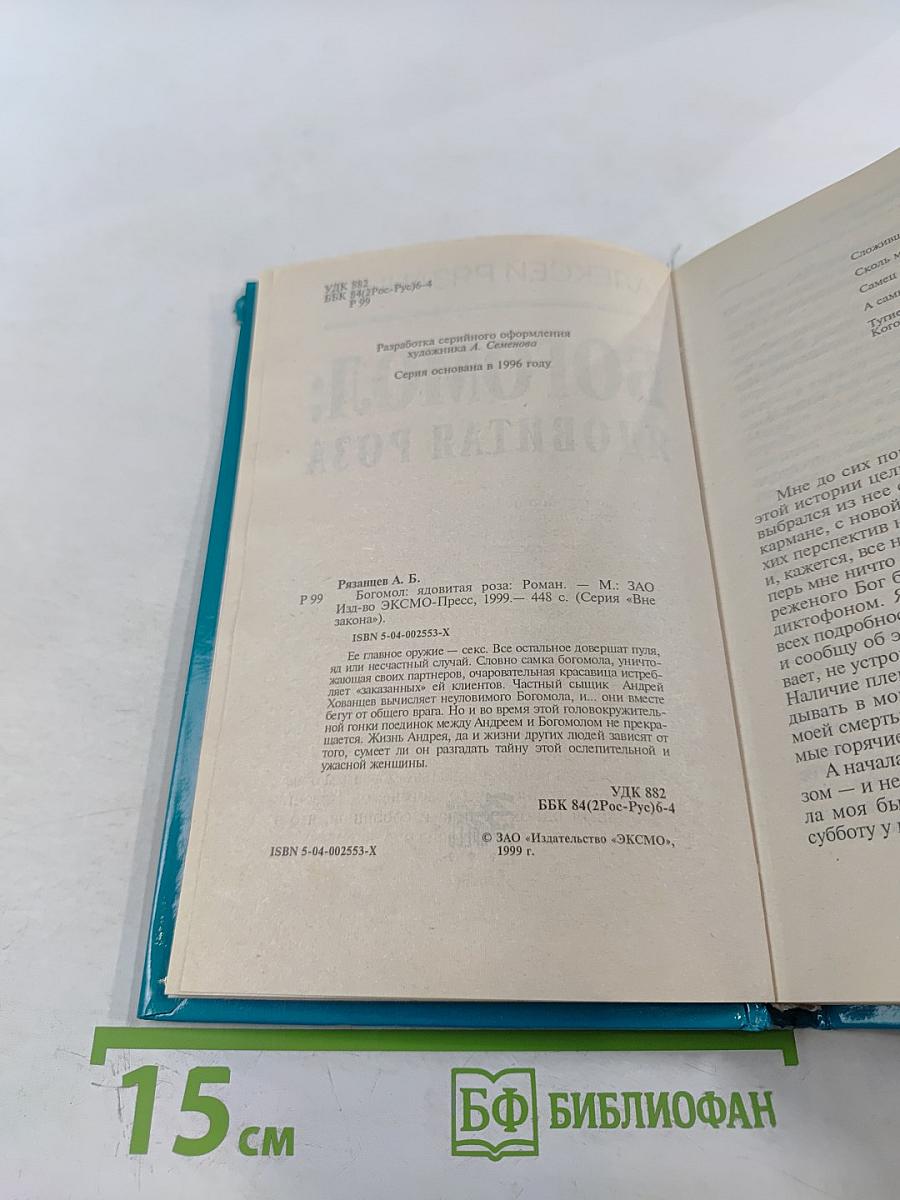 УДК 882
ББК 84(2Рос-Рус)6-4
Р 99
Разработка серийного оформления
художника А. Семенова
Серия основана в 1996 году
Рязанцев А. Б.
Р 99 Богомол: ядовитая роза: Роман. — М.: ЗАО
Изд-во ЭКСМО-Пресс, 1999.— 448 с. (Серия «Вне
закона»).
ISBN 5-04-002553-X
Ее главное оружие — секс. Все остальное довершат пуля,
яд или несчастный случай. Словно самка богомола, уничто-
жающая своих партнеров, очаровательная красавица истреб-
ляет «заказанных» ей клиентов. Частный сыщик Андрей
Хованцев вычисляет неуловимого Богомола, и... они вместе
бегут от общего врага. Но и во время этой головокружитель-
ной гонки поединок между Андреем и Богомолом не прекра-
щается. Жизнь Андрея, да и жизни других людей зависят от
того, сумеет ли он разгадать тайну этой ослепительной и
ужасной женщины.
УДК 882
ББК 84(2Рос-Рус)6-4
ISBN 5-04-002553-X
© ЗАО «Издательство «ЭКСМО»,
1999 г.
Сложивш
Сколь м
Самец
А сам
Тугие
Кого
Мне до сих по
этой истории цел
выбрался из нее
кармане, с новой
хих перспектив н
и, кажется, все н
перь мне ничто
реженого Бог б
диктофоном. Я
всех подробнос
и сообщу об э
вает, не устро
Наличие пле
дывать в мо
моей смерть
мые горячие
А начала
зом — и не
ла моя бы
субботу у
15 см
БФ БИБЛИОФАН